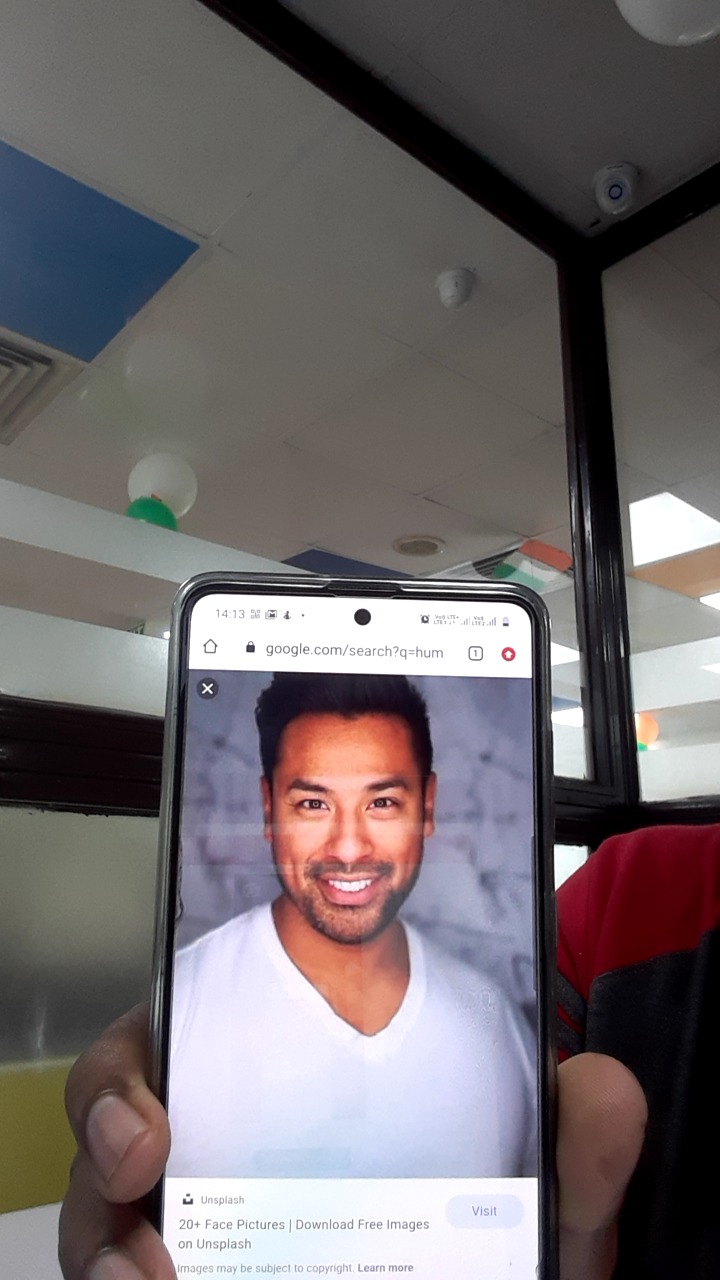 14:13
google.com/search?q=hum
1
Unsplash
20+ Face Pictures | Download Free Images
on Unsplash
Visit
Images may be subject to copyright. Learn more